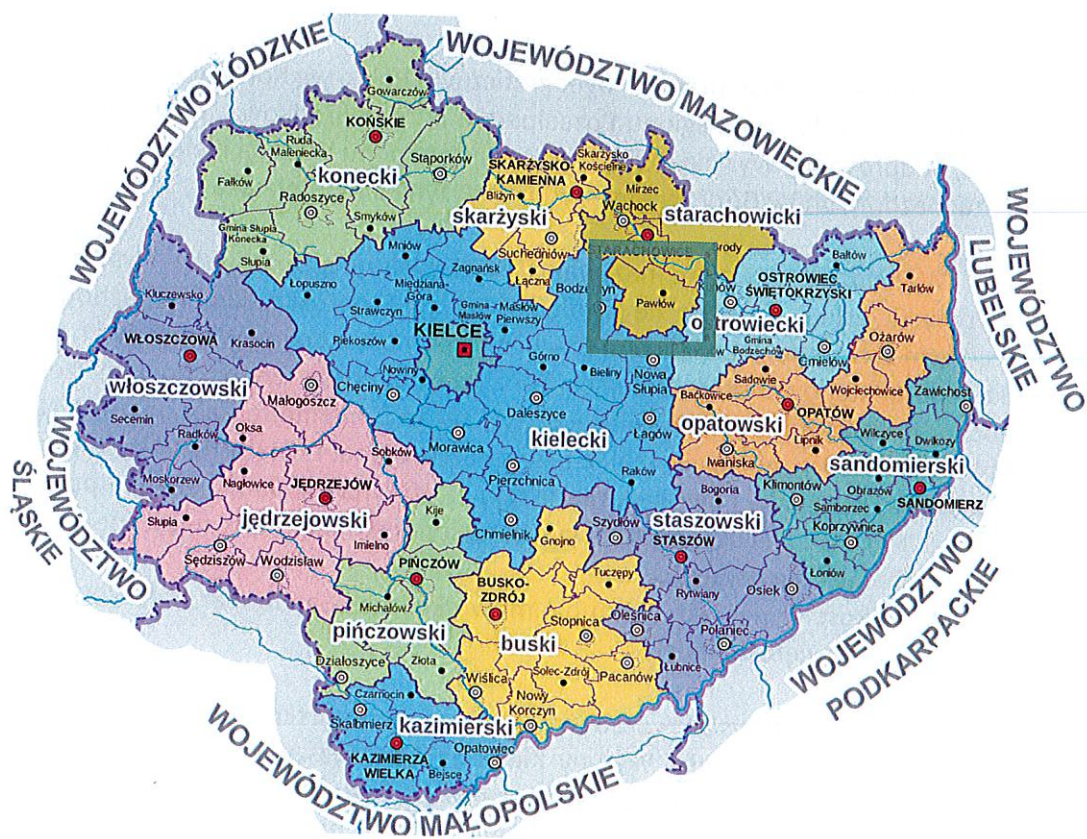 WOJEWÓDZTWO ŁÓDZKIE
WOJEWÓDZTWO MAZOWIECKIE
WOJEWÓDZTWO
LUBELSKIE
WOJEWÓDZTWO
PODKARPACKIE
WOJEWÓDZTWO MAŁOPOLSKIE
WOJEWÓDZTWO
ŚLĄSKIE
Gowarczów
KOŃSKIE
Ruda
Maleniecka
Stąporków
Fałków
konecki
Radoszyce
Smyków
Gmina Słupia
Konecka
Słupia
SKARŻYSKO-
KAMIENNA
Skarżysko
Kościelne
Bliżyn
skarżyski
Suchedniów
Łączna
Mirzec
Wąchock
starachowicki
STARACHOWICE
rody
Pawłów
Bałtów
OSTROWIEC
ŚWIĘTOKRZYSKI
Kunów
ostrowiecki
Gmina
Bodzechów
Ćmielów
Tarłów
Ożarów
Sadowie
Wojciechowice
Baćkowice
OPATÓW
opatowski
Lipnik
Iwaniska
Zawichost
Wilczyce
Dwikozy
sandomierski
Klimontów
Obrazów
SANDOMIERZ
Samborzec
Koprzywnica
Łoniów
Mniów
Zagnańsk
Łopuszno
Miedziana-
Góra
Gmina
Masłów
Masłów
Pierwszy
Strawczyn
KIELCE
Piekoszów
Bodzentyn
Górno
Bieliny
Nowa
Słupia
Nowiny
Chęciny
Daleszyce
Łagów
Morawica
kielecki
Raków
Pierzchnica
Chmielnik
Kluczewsko
WŁOSZCZOWA
Krasocin
włoszczowski
Secemin
Radków
Moskorzew
Małogoszcz
Oksa
Sobków
Nagłowice
JĘDRZEJÓW
Słupia
jędrzejowski
Imielno
Sędziszów
Wodzisław
Kije
PIŃCZÓW
Michałów
pińczowski
Działoszyce
Złota
Gnojno
BUSKO-
ZDRÓJ
Tuczępy
Stopnica
buski
Wiślica
Solec-Zdrój
Pacanów
Nowy
Korczyn
Bogoria
Szydłów
staszowski
STASZÓW
Rytwiany
Osiek
Oleśnica
Połaniec
Łubnice
Czarnocin
Skalbmierz
kazimierski
KAZIMIERZA
WIELKA
Opatowiec
Bejsce